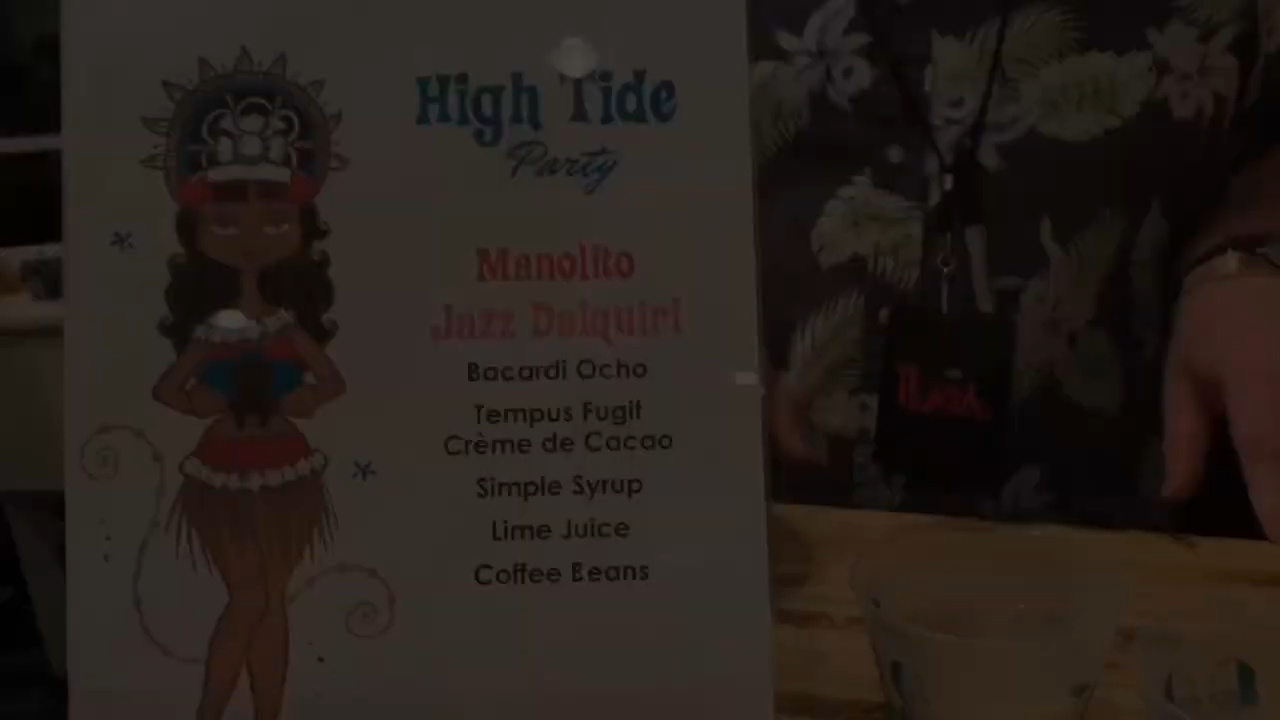 High Tide
Party
Manolito
Jazz Daiquiri
Bacardi Ocho
Tempus Fugit
Crème de Cacao
Simple Syrup
Lime Juice
Coffee Beans